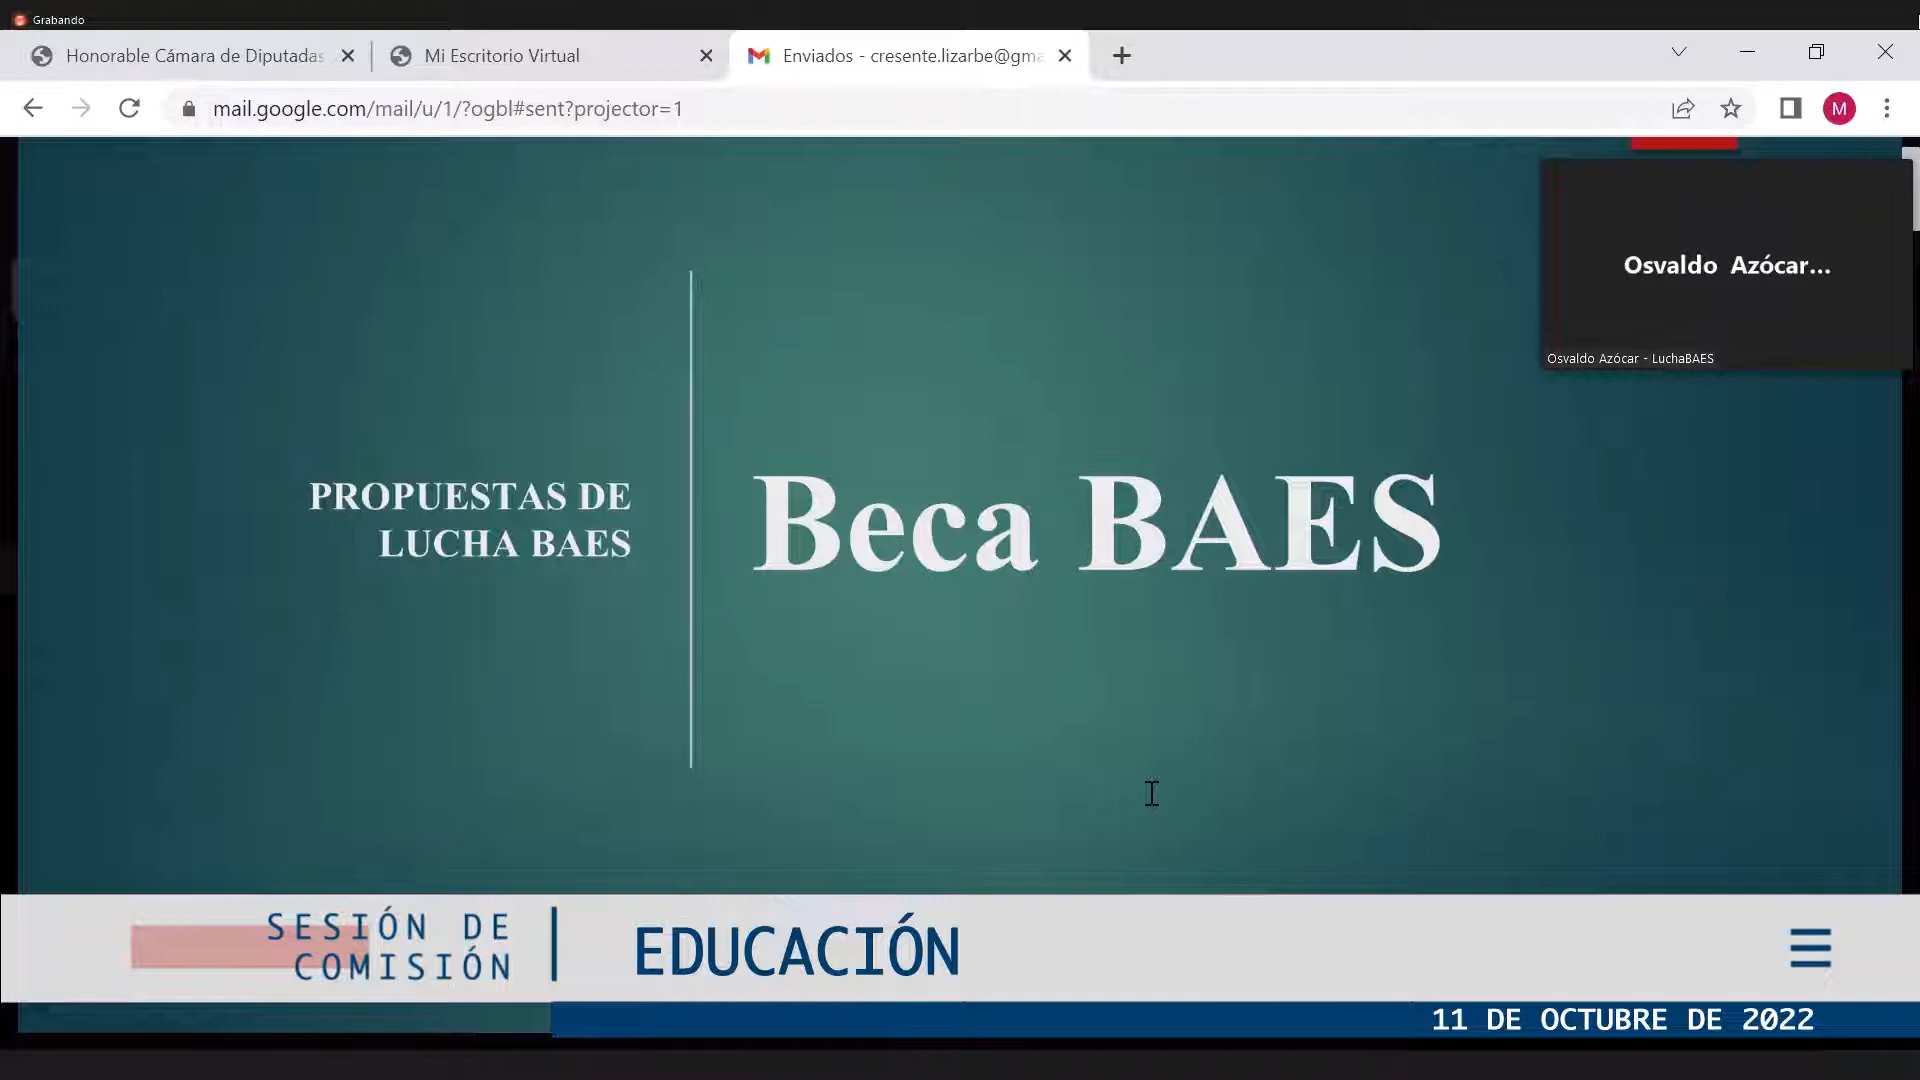 Grabando
Honorable Cámara de Diputadas
Mi Escritorio Virtual
Enviados - cresente.lizarbe@gma
mail.google.com/mail/u/1/?ogbl#sent?projector=1
M
Osvaldo Azócar...
Osvaldo Azócar - LuchaBAES
PROPUESTAS DE
LUCHA BAES
Beca BAES
SESIÓN DE
COMISIÓN
EDUCACIÓN
11 DE OCTUBRE DE 2022